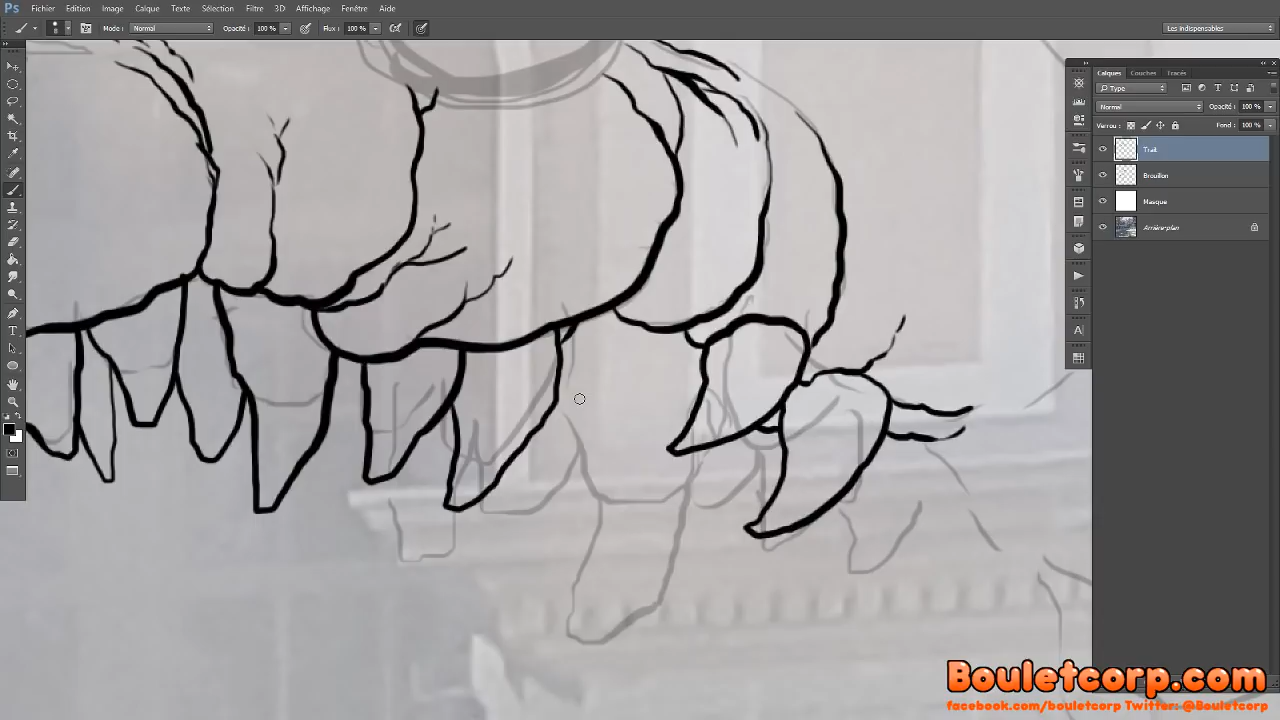 Ps Fichier Edition Image Calque Texte Sélection Filtre 3D Affichage Fenêtre Aide
Mode : Normal Opacité : 100 % Flux : 100 % Les indispensables
Calques Couches Tracés
Type
Normal Opacité : 100 %
Verrou : Fond : 100 %
Trait
Brouillon
Masque
Arrière-plan
Bouletcorp.com
facebook.com/bouletcorp Twitter: @Bouletcorp